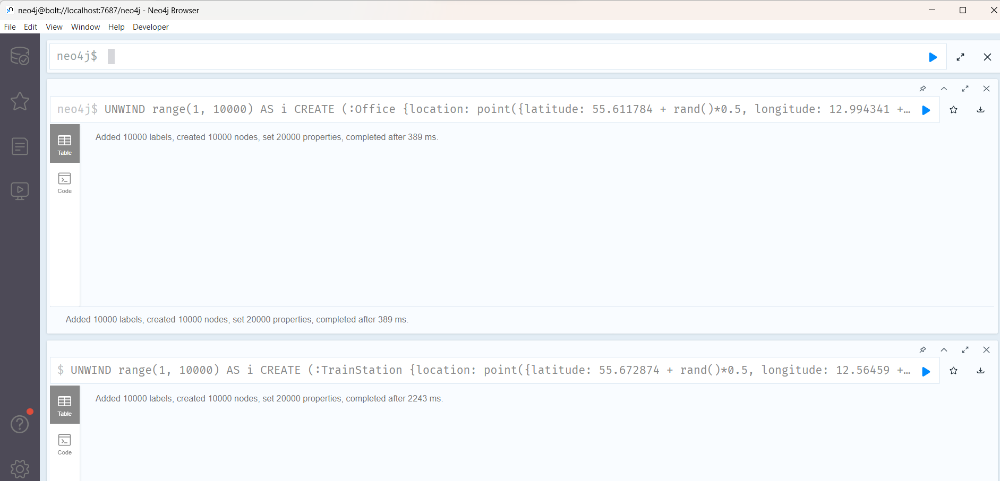 neo4j@bolt://localhost:7687/neo4j - Neo4j Browser
File Edit View Window Help Developer
neo4j$
neo4j$ UNWIND range(1, 10000) AS i CREATE (:Office {location: point({latitude: 55.611784 + rand()*0.5, longitude: 12.994341 +…
Table
Added 10000 labels, created 10000 nodes, set 20000 properties, completed after 389 ms.
Code
Added 10000 labels, created 10000 nodes, set 20000 properties, completed after 389 ms.
$ UNWIND range(1, 10000) AS i CREATE (:TrainStation {location: point({latitude: 55.672874 + rand()*0.5, longitude: 12.56459 +…
Table
Added 10000 labels, created 10000 nodes, set 20000 properties, completed after 2243 ms.
Code